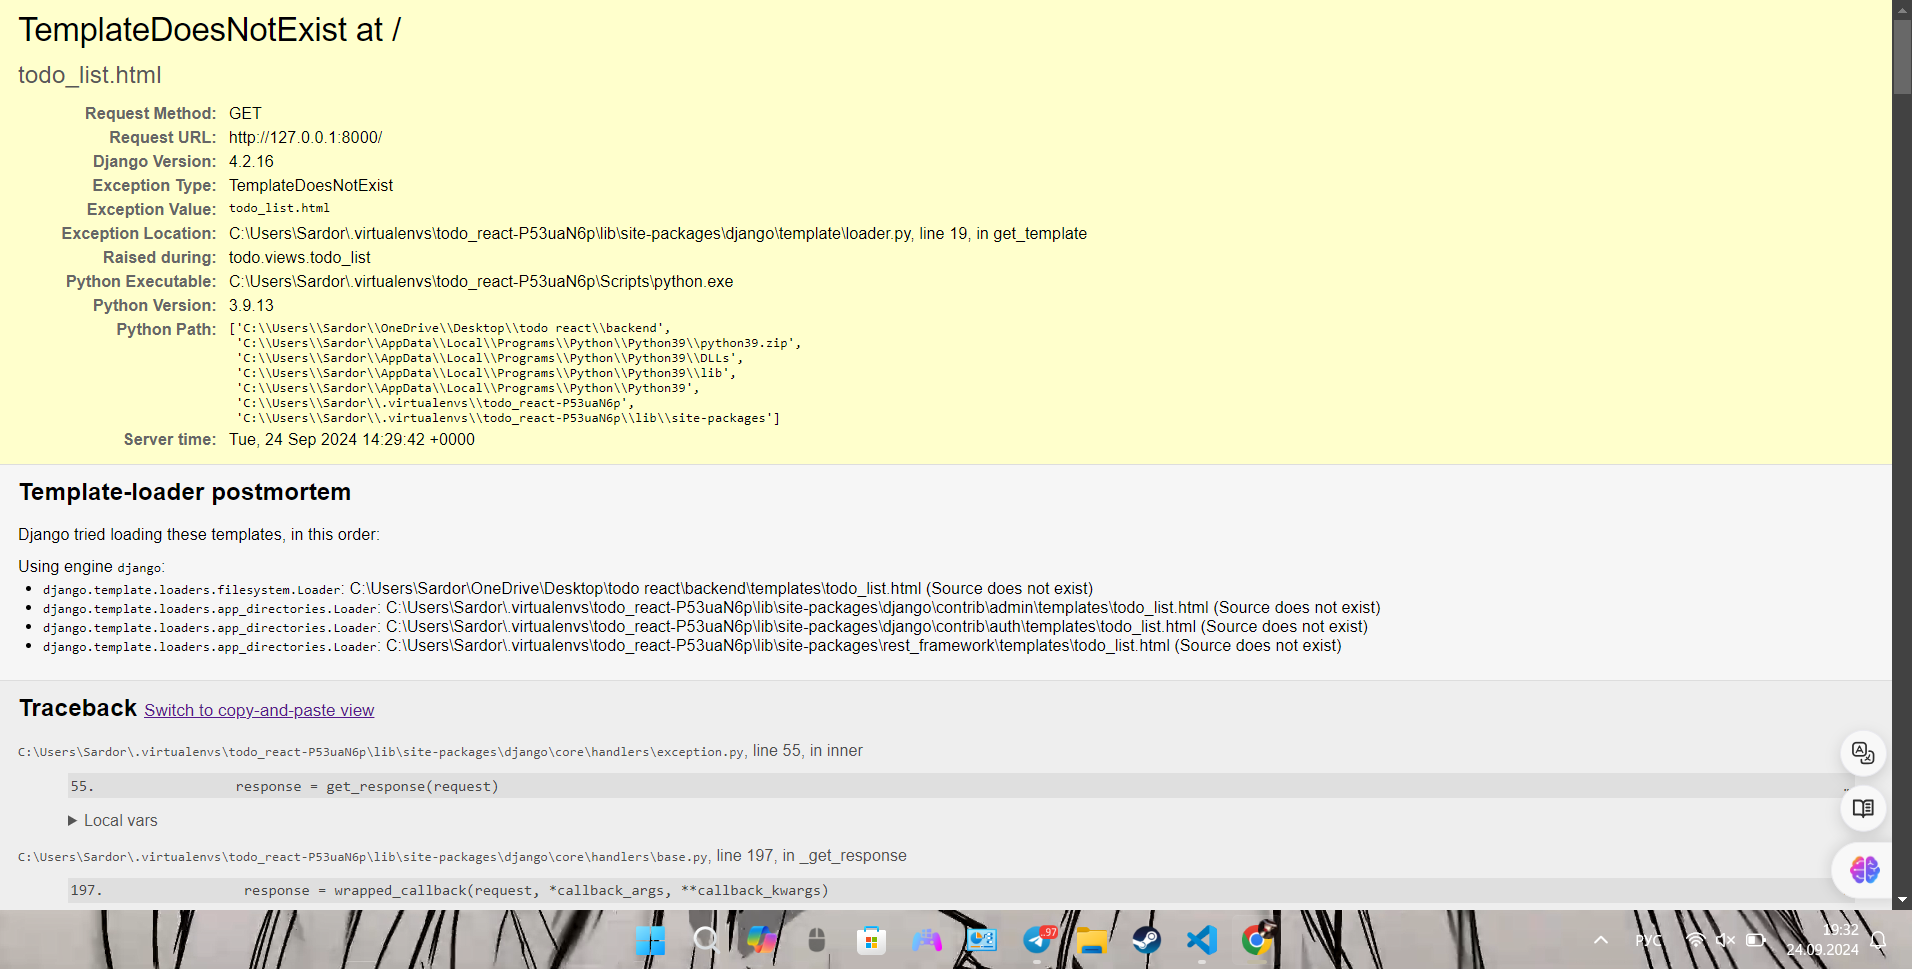 TemplateDoesNotExist at /
todo_list.html
Request Method: GET
Request URL: http://127.0.0.1:8000/
Django Version: 4.2.16
Exception Type: TemplateDoesNotExist
Exception Value: todo_list.html
Exception Location: C:\Users\Sardor\.virtualenvs\todo_react-P53uaN6p\lib\site-packages\django\template\loader.py, line 19, in get_template
Raised during: todo.views.todo_list
Python Executable: C:\Users\Sardor\.virtualenvs\todo_react-P53uaN6p\Scripts\python.exe
Python Version: 3.9.13
Python Path: ['C:\\Users\\Sardor\\OneDrive\\Desktop\\todo react\\backend',
'C:\\Users\\Sardor\\AppData\\Local\\Programs\\Python\\Python39\\python39.zip',
'C:\\Users\\Sardor\\AppData\\Local\\Programs\\Python\\Python39\\DLLs',
'C:\\Users\\Sardor\\AppData\\Local\\Programs\\Python\\Python39\\lib',
'C:\\Users\\Sardor\\AppData\\Local\\Programs\\Python\\Python39',
'C:\\Users\\Sardor\\.virtualenvs\\todo_react-P53uaN6p',
'C:\\Users\\Sardor\\.virtualenvs\\todo_react-P53uaN6p\\lib\\site-packages']
Server time: Tue, 24 Sep 2024 14:29:42 +0000
Template-loader postmortem
Django tried loading these templates, in this order:
Using engine django:
• django.template.loaders.filesystem.Loader: C:\Users\Sardor\OneDrive\Desktop\todo react\backend\templates\todo_list.html (Source does not exist)
• django.template.loaders.app_directories.Loader: C:\Users\Sardor\.virtualenvs\todo_react-P53uaN6p\lib\site-packages\django\contrib\admin\templates\todo_list.html (Source does not exist)
• django.template.loaders.app_directories.Loader: C:\Users\Sardor\.virtualenvs\todo_react-P53uaN6p\lib\site-packages\django\contrib\auth\templates\todo_list.html (Source does not exist)
• django.template.loaders.app_directories.Loader: C:\Users\Sardor\.virtualenvs\todo_react-P53uaN6p\lib\site-packages\rest_framework\templates\todo_list.html (Source does not exist)
Traceback Switch to copy-and-paste view
C:\Users\Sardor\.virtualenvs\todo_react-P53uaN6p\lib\site-packages\django\core\handlers\exception.py, line 55, in inner
55. response = get_response(request)
▶ Local vars
C:\Users\Sardor\.virtualenvs\todo_react-P53uaN6p\lib\site-packages\django\core\handlers\base.py, line 197, in _get_response
197. response = wrapped_callback(request, *callback_args, **callback_kwargs)
97
РУС
19:32
24.09.2024